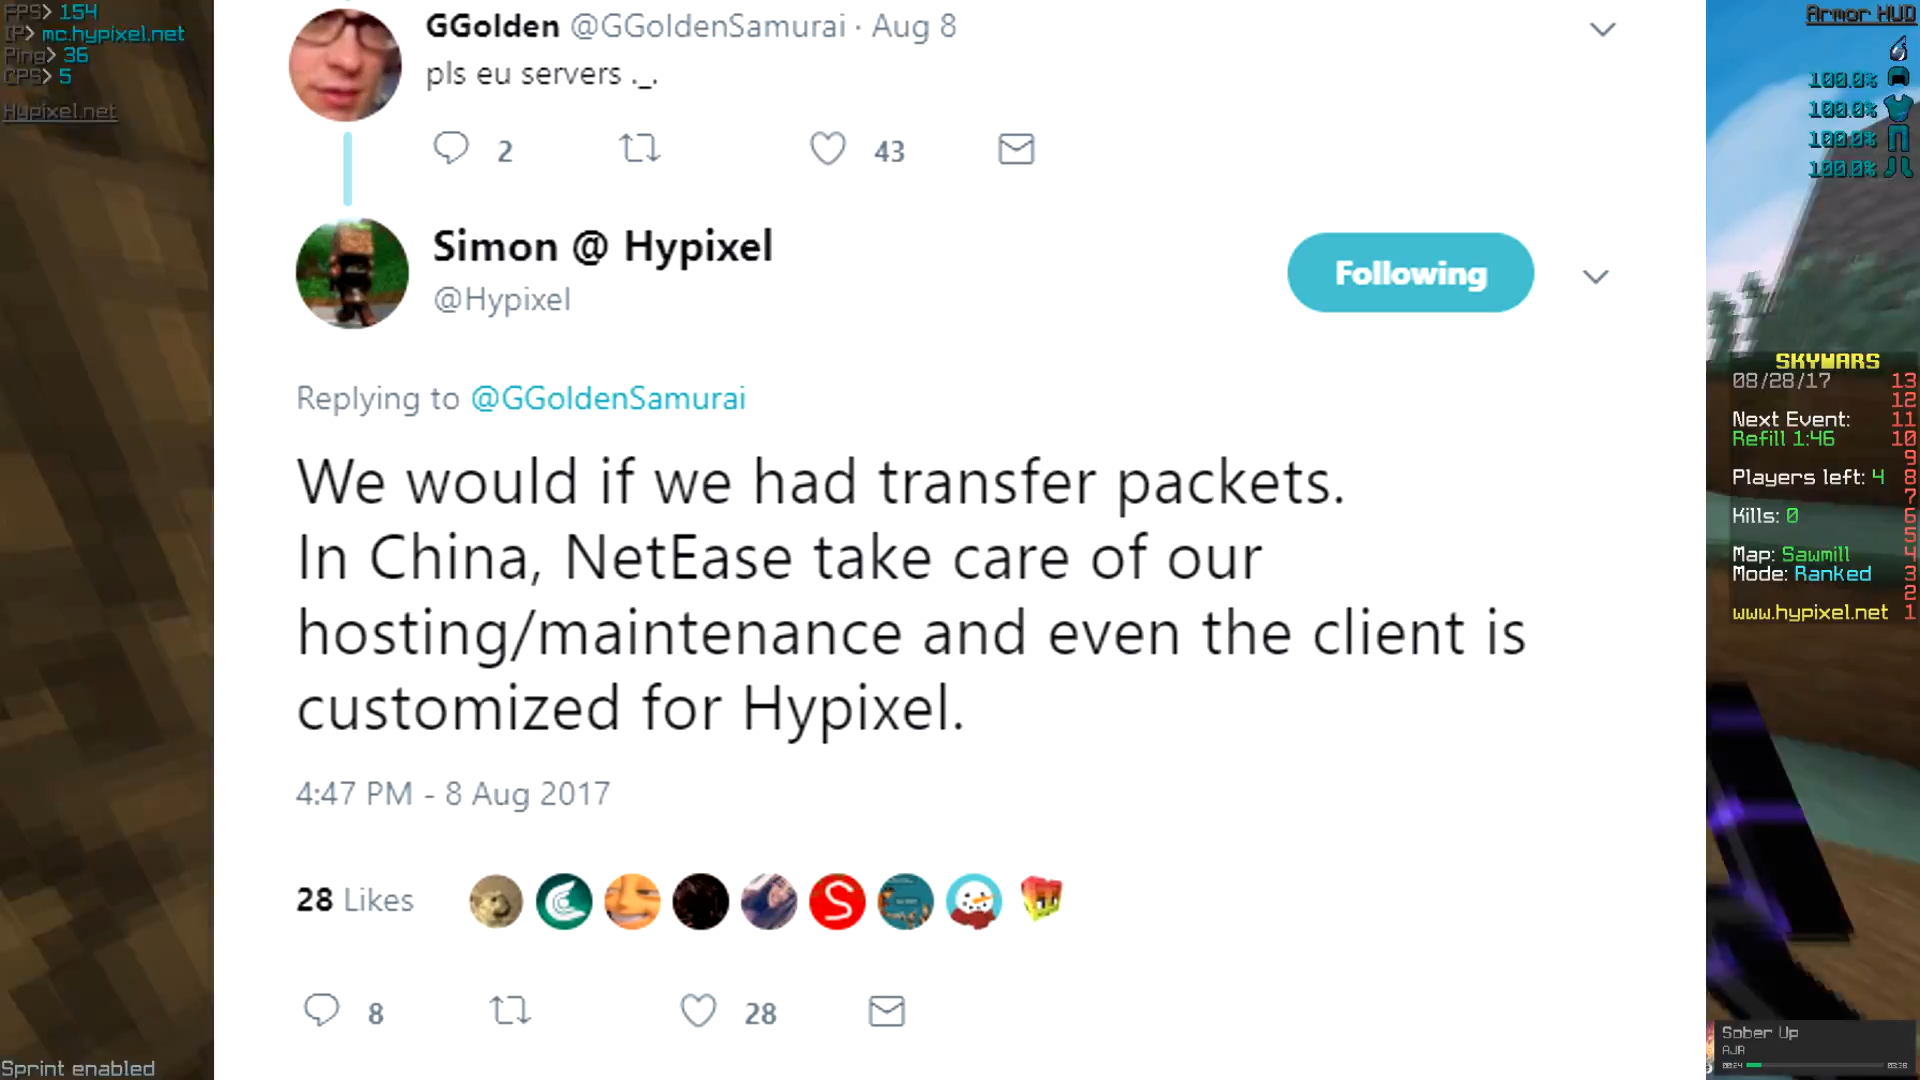 FPS> 154
IP> mc.hypixel.net
Ping> 36
CPS> 5
Hypixel.net
GGolden @GGoldenSamurai · Aug 8
pls eu servers ._.
2 43
Simon @ Hypixel
@Hypixel
Following
Replying to @GGoldenSamurai
We would if we had transfer packets.
In China, NetEase take care of our
hosting/maintenance and even the client is
customized for Hypixel.
4:47 PM - 8 Aug 2017
28 Likes
S
8 28
Sprint enabled
Armor HUD
100.0%
100.0%
100.0%
100.0%
SKYWARS
08/28/17 13
12
Next Event: 11
Refill 1:46 10
9
Players left: 4 8
7
Kills: 0 6
5
Map: Sawmill 4
Mode: Ranked 3
2
www.hypixel.net 1
Sober Up
AJR